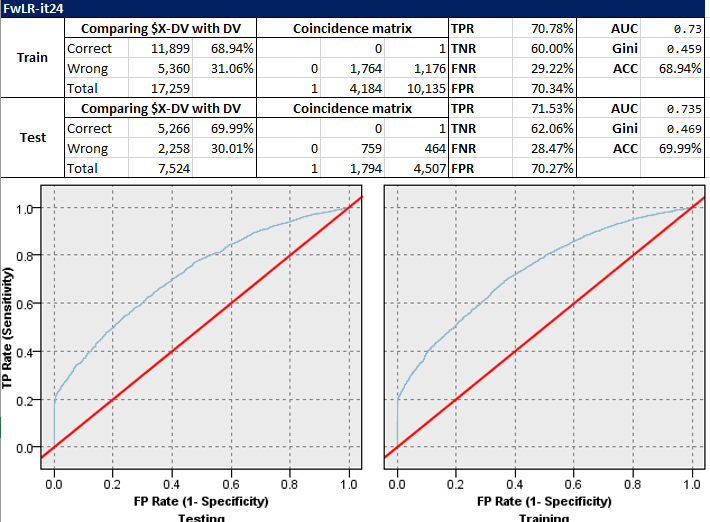 FwLR-it24
Comparing $X-DV with DV Coincidence matrix TPR 70.78% AUC 0.73
Train Correct 11,899 68.94% 0 1 TNR 60.00% Gini 0.459
Wrong 5,360 31.06% 0 1,764 1,176 FNR 29.22% ACC 68.94%
Total 17,259 1 4,184 10,135 FPR 70.34%
Comparing $X-DV with DV Coincidence matrix TPR 71.53% AUC 0.735
Test Correct 5,266 69.99% 0 1 TNR 62.06% Gini 0.469
Wrong 2,258 30.01% 0 759 464 FNR 28.47% ACC 69.99%
Total 7,524 1 1,794 4,507 FPR 70.27%
TP Rate (Sensitivity)
1.0
0.8
0.6
0.4
0.2
0.0
0.0 0.2 0.4 0.6 0.8 1.0
FP Rate (1- Specificity)
Testing
0.0 0.2 0.4 0.6 0.8 1.0
FP Rate (1- Specificity)
Training